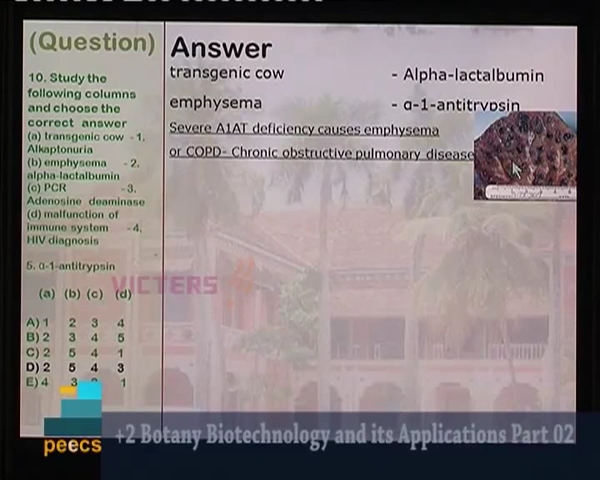 (Question)
10. Study the
following columns
and choose the
correct answer
(a) transgenic cow - 1.
Alkaptonuria
(b) emphysema - 2.
alpha-lactalbumin
(c) PCR -3.
Adenosine deaminase
(d) malfunction of
immune system -4.
HIV diagnosis
5. α-1-antitrypsin
(a) (b) (c) (d)
A) 1 2 3 4
B) 2 3 4 5
C) 2 5 4 1
D) 2 5 4 3
E) 4 3 1
Answer
transgenic cow - Alpha-lactalbumin
emphysema - α-1-antitrypsin
Severe A1AT deficiency causes emphysema
or COPD- Chronic obstructive pulmonary disease
VICTERS
peecs
+2 Botany Biotechnology and its Applications Part 02